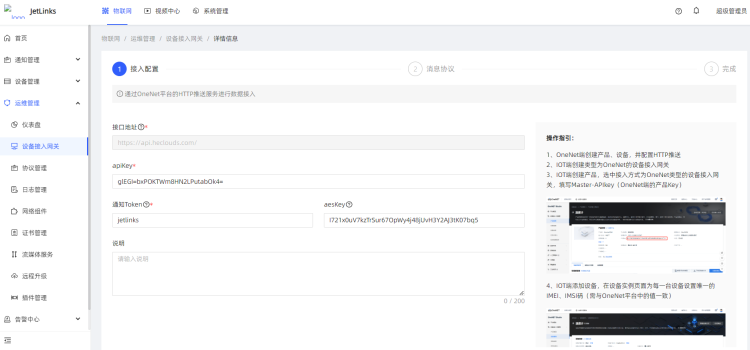 JetLinks
物联网 视频中心 系统管理 超级管理员
首页
通知管理
设备管理
运维管理
仪表盘
设备接入网关
协议管理
日志管理
网络组件
证书管理
流媒体服务
远程升级
插件管理
告警中心
物联网 / 运维管理 / 设备接入网关 / 详情信息
1 接入配置 2 消息协议 3 完成
通过OneNet平台的HTTP推送服务进行数据接入
接口地址*
https://api.heclouds.com/
apiKey*
通知Token* aesKey
jetlinks
说明
请输入说明
0 / 200
操作指引：
1、OneNet端创建产品、设备，并配置HTTP推送
2、IOT端创建类型为OneNet的设备接入网关
3、IOT端创建产品，选中接入方式为OneNet类型的设备接入网
关，填写Master-APIkey（OneNet端的产品Key）
4、IOT端添加设备，在设备实例页面为每一台设备设置唯一的
IMEI、IMSI码（需与OneNet平台中的值一致）